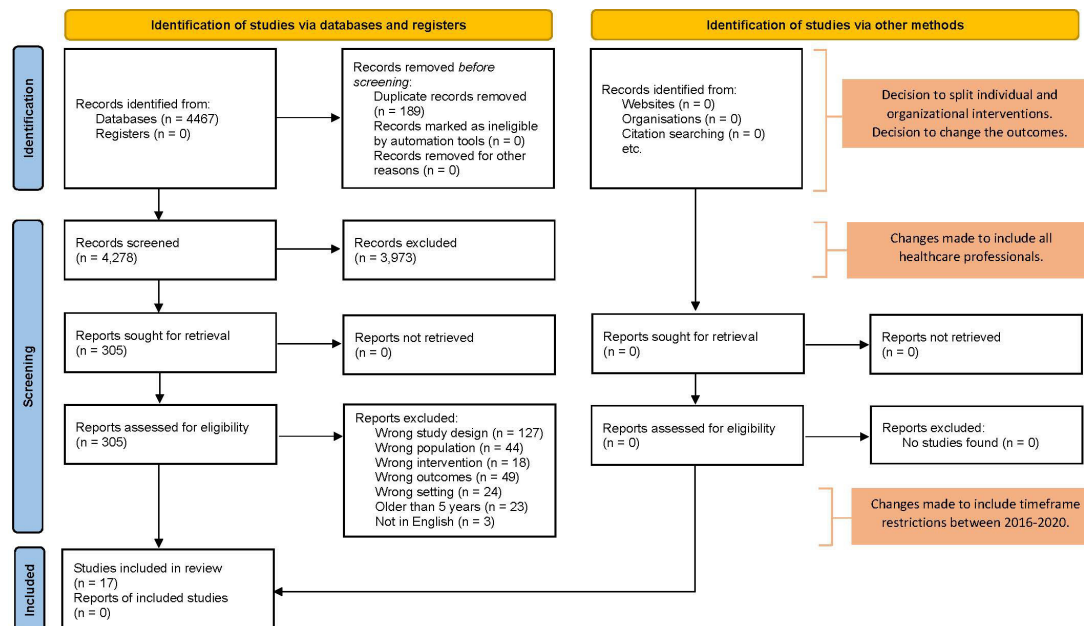 Identification of studies via databases and registers
Identification of studies via other methods
Identification
Records identified from:
Databases (n = 4467)
Registers (n = 0)
Records removed before
screening:
Duplicate records removed
(n = 189)
Records marked as ineligible
by automation tools (n = 0)
Records removed for other
reasons (n = 0)
Records identified from:
Websites (n = 0)
Organisations (n = 0)
Citation searching (n = 0)
etc.
Decision to split individual and
organizational interventions.
Decision to change the outcomes.
Screening
Records screened
(n = 4,278)
Records excluded
(n = 3,973)
Changes made to include all
healthcare professionals.
Reports sought for retrieval
(n = 305)
Reports not retrieved
(n = 0)
Reports sought for retrieval
(n = 0)
Reports not retrieved
(n = 0)
Reports assessed for eligibility
(n = 305)
Reports excluded:
Wrong study design (n = 127)
Wrong population (n = 44)
Wrong intervention (n = 18)
Wrong outcomes (n = 49)
Wrong setting (n = 24)
Older than 5 years (n = 23)
Not in English (n = 3)
Reports assessed for eligibility
(n = 0)
Reports excluded:
No studies found (n = 0)
Changes made to include timeframe
restrictions between 2016-2020.
Included
Studies included in review
(n = 17)
Reports of included studies
(n = 0)